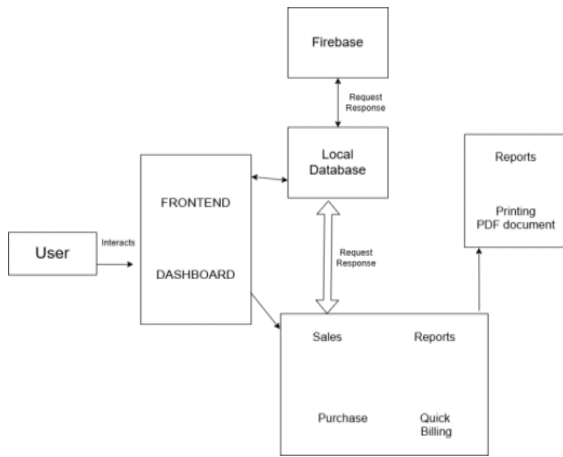 Firebase
Request
Response
Local
Database
Reports
Printing
PDF document
FRONTEND
DASHBOARD
User
Interacts
Request
Response
Sales
Reports
Purchase
Quick
Billing